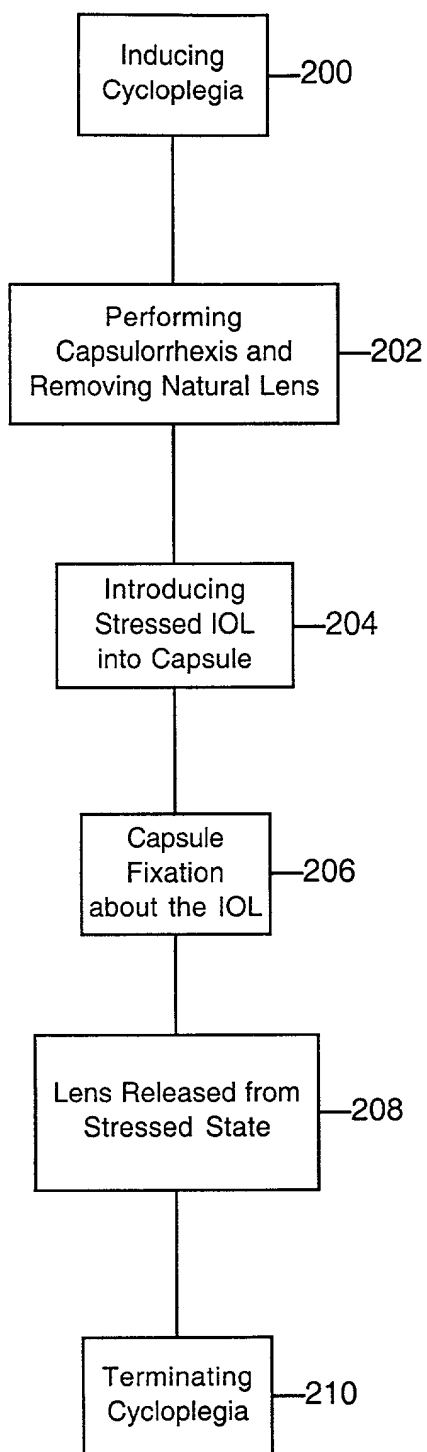 Inducing
Cycloplegia
200
Performing
Capsulorrhexis and
Removing Natural Lens
202
Introducing
Stressed IOL
into Capsule
204
Capsule
Fixation
about the IOL
206
Lens Released from
Stressed State
208
Terminating
Cycloplegia
210